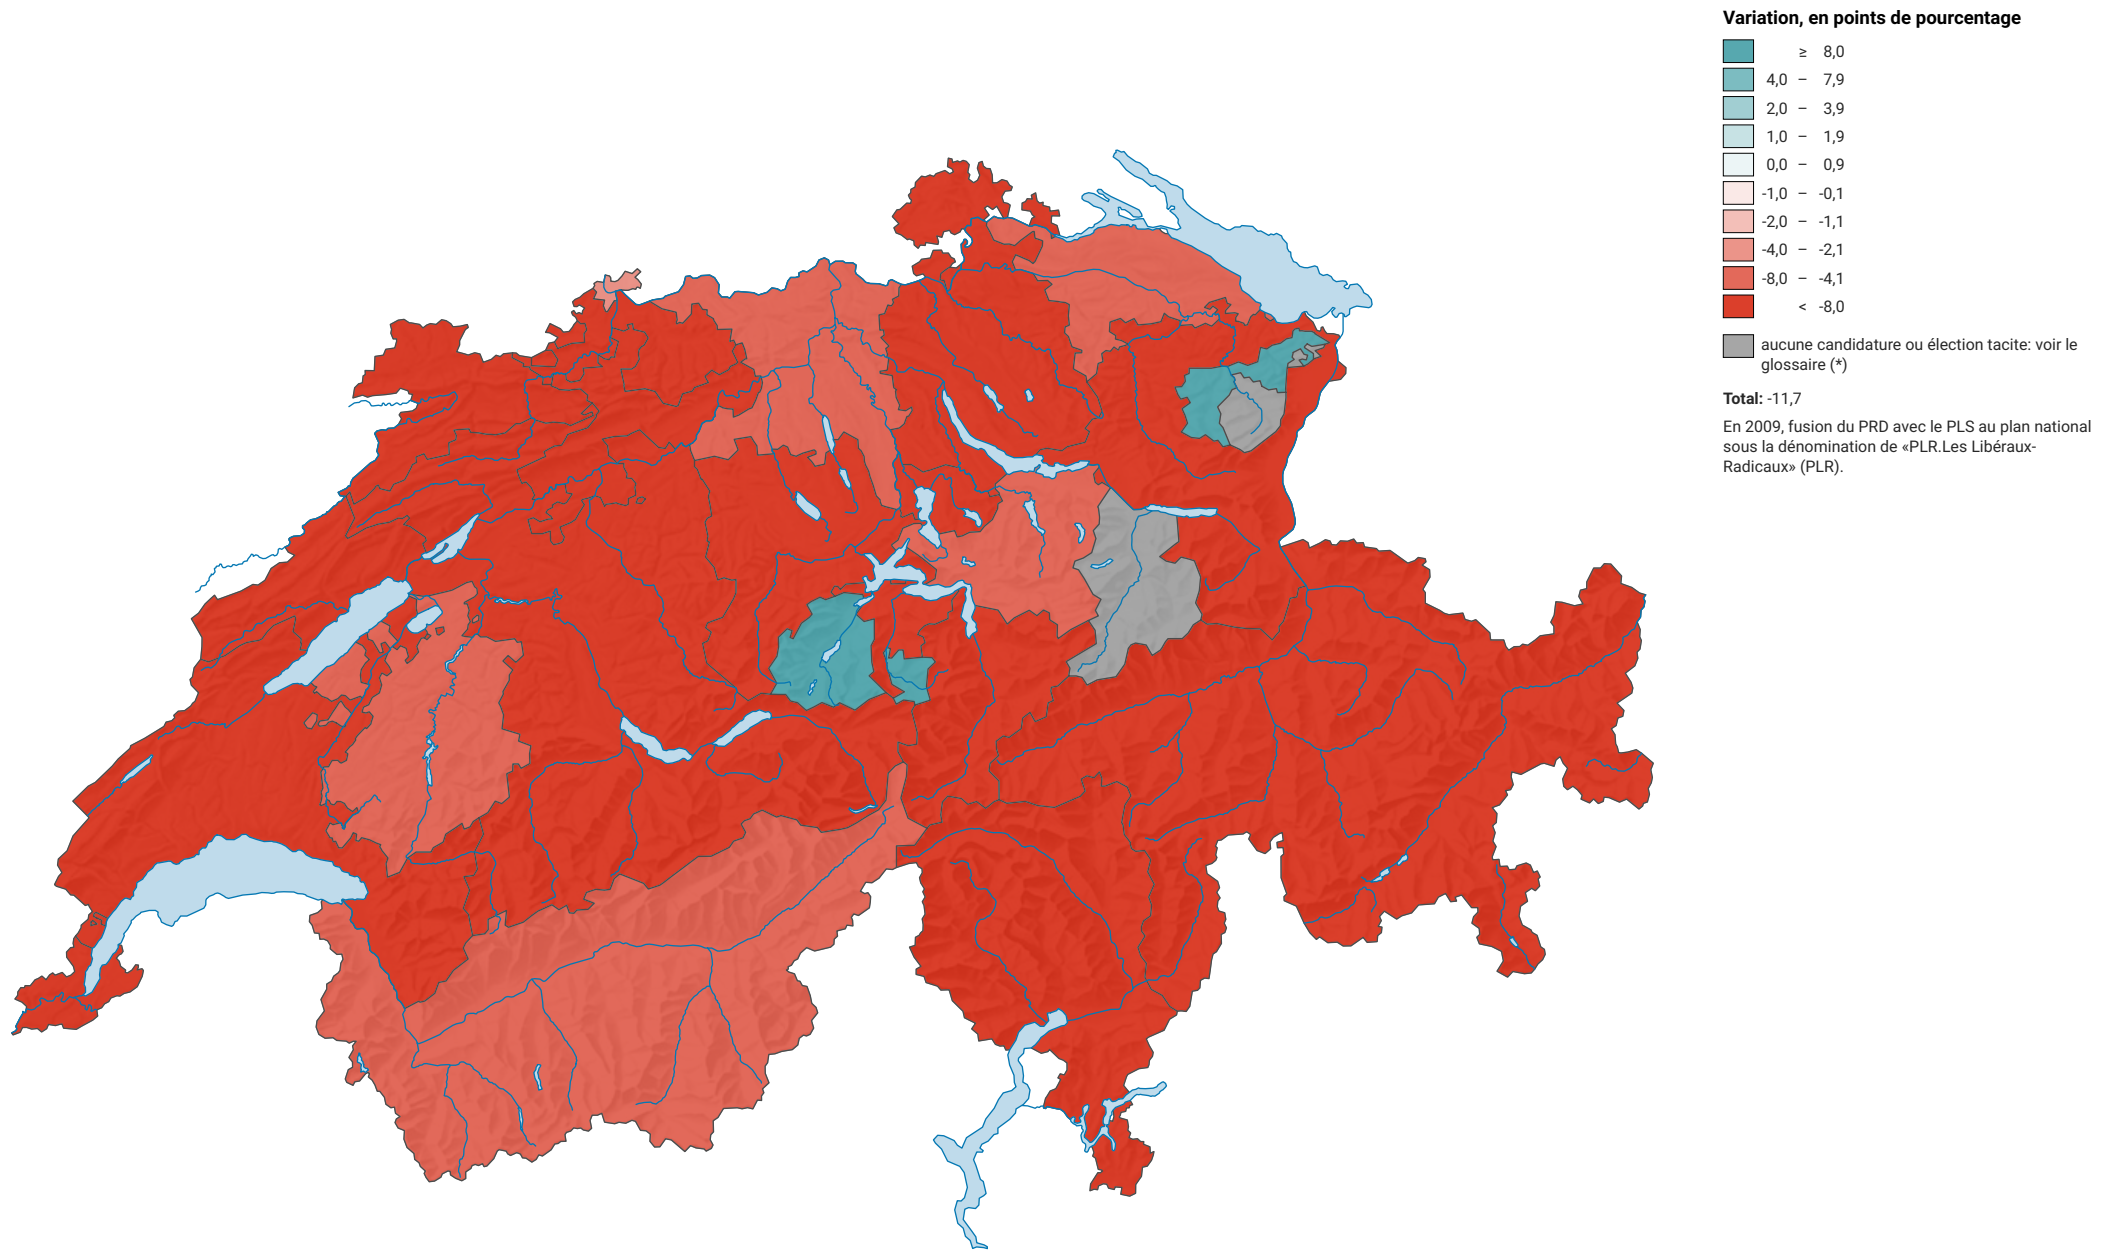 Variation, en points de pourcentage
≥ 8,0
4,0 – 7,9
2,0 – 3,9
1,0 – 1,9
0,0 – 0,9
-1,0 – -0,1
-2,0 – -1,1
-4,0 – -2,1
-8,0 – -4,1
< -8,0
aucune candidature ou élection tacite: voir le
glossaire (*)
Total: -11,7
En 2009, fusion du PRD avec le PLS au plan national
sous la dénomination de «PLR.Les Libéraux-
Radicaux» (PLR).